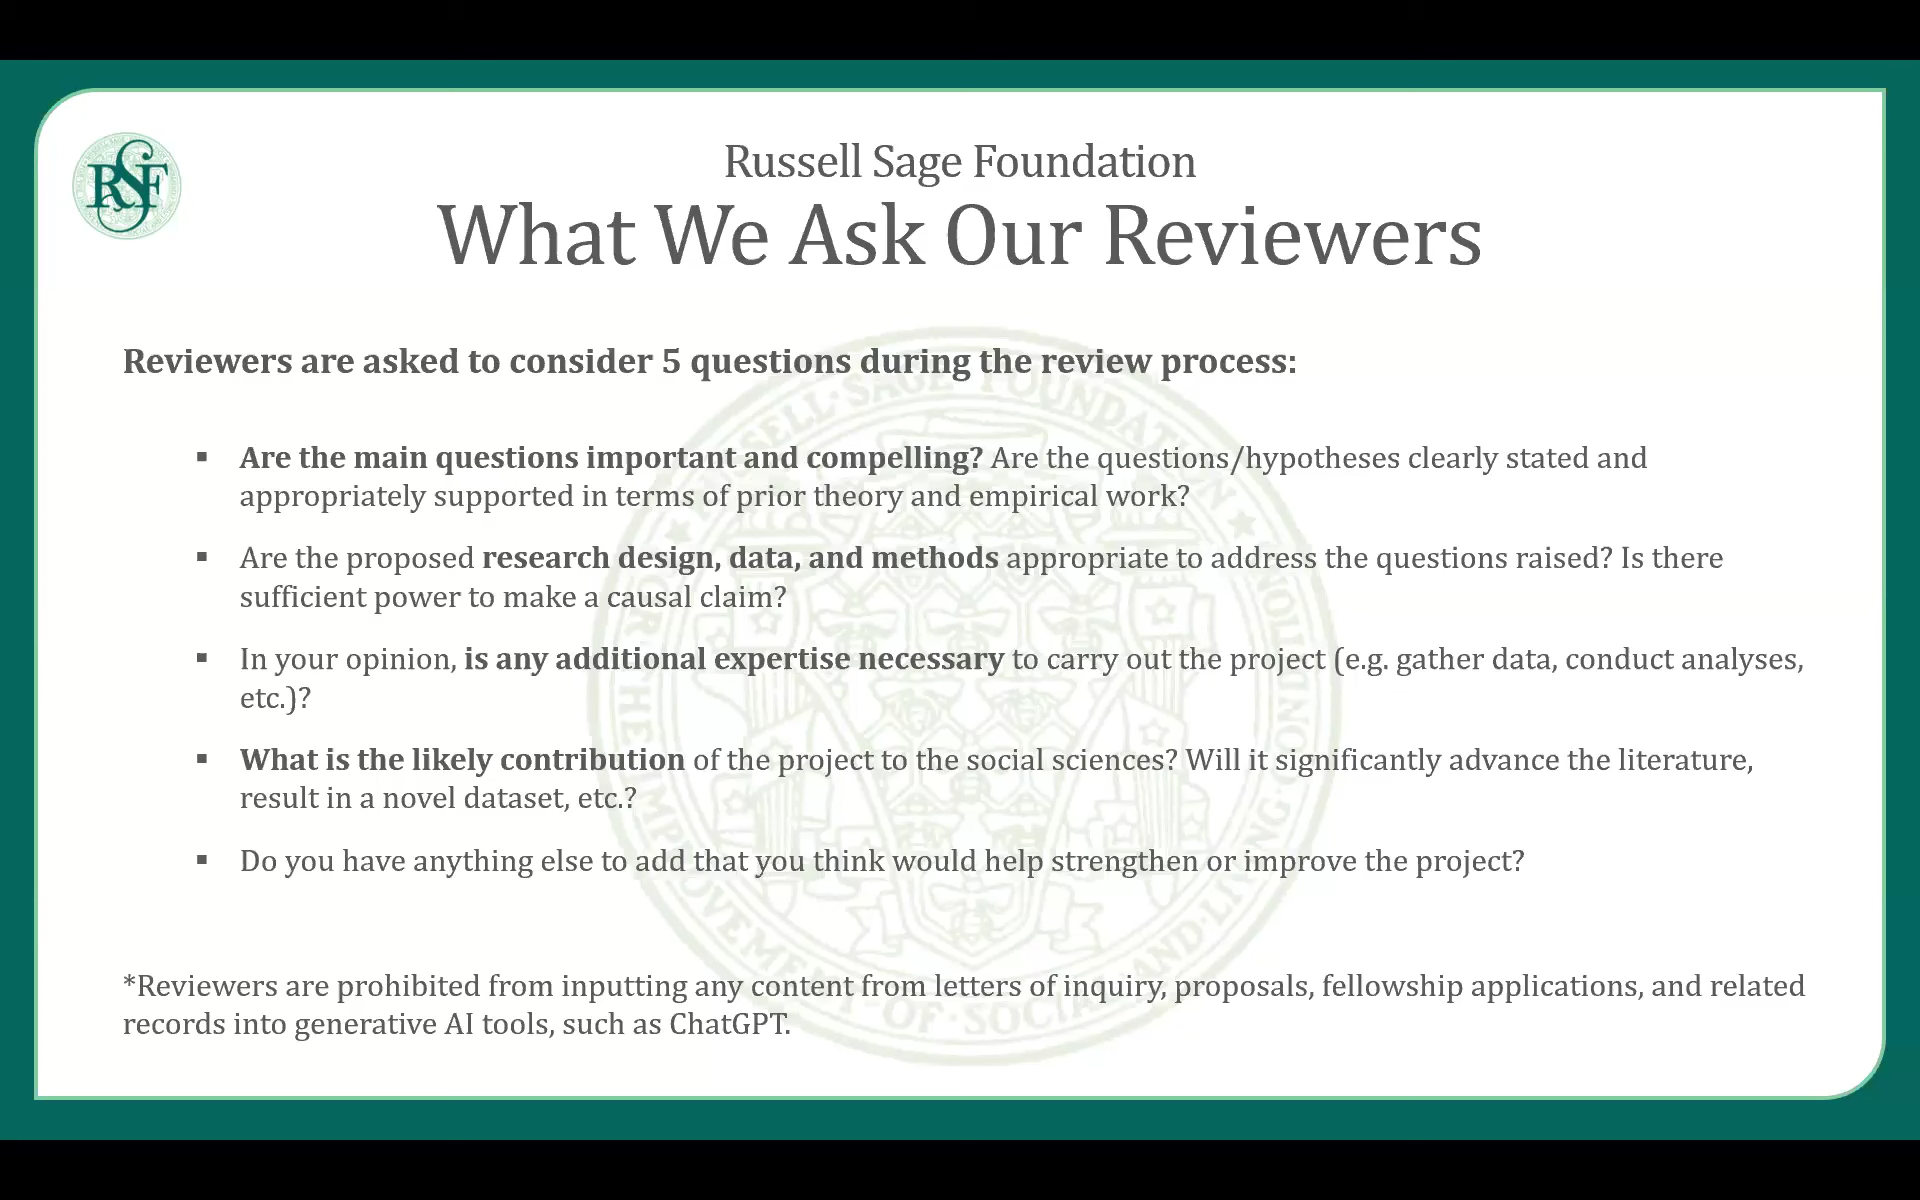 RSF
Russell Sage Foundation
What We Ask Our Reviewers
Reviewers are asked to consider 5 questions during the review process:
▪ Are the main questions important and compelling? Are the questions/hypotheses clearly stated and
appropriately supported in terms of prior theory and empirical work?
▪ Are the proposed research design, data, and methods appropriate to address the questions raised? Is there
sufficient power to make a causal claim?
▪ In your opinion, is any additional expertise necessary to carry out the project (e.g. gather data, conduct analyses,
etc.)?
▪ What is the likely contribution of the project to the social sciences? Will it significantly advance the literature,
result in a novel dataset, etc.?
▪ Do you have anything else to add that you think would help strengthen or improve the project?
*Reviewers are prohibited from inputting any content from letters of inquiry, proposals, fellowship applications, and related
records into generative AI tools, such as ChatGPT.